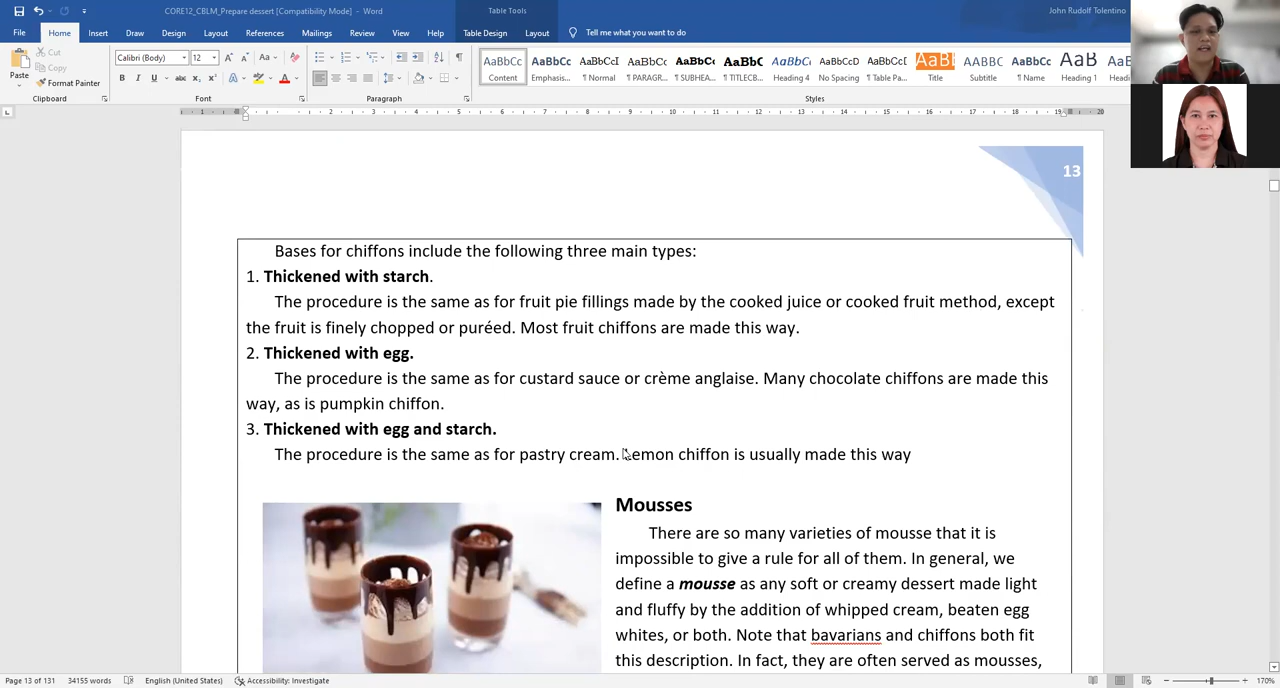 CORE12_CBLM_Prepare dessert [Compatibility Mode] - Word
Table Tools
John Rudolf Tolentino
File Home Insert Draw Design Layout References Mailings Review View Help Table Design Layout Tell me what you want to do
Cut
Copy
Format Painter
Paste
Calibri (Body) 12
Content
Emphasis...
¶ Normal
¶ PARAGR...
¶ SUBHEA...
¶ TITLECB...
Heading 4
No Spacing
¶ Table Pa...
Title
Subtitle
¶ Name
Heading 1
Headi
Clipboard
Font
Paragraph
Styles
13
Bases for chiffons include the following three main types:
1. Thickened with starch.
The procedure is the same as for fruit pie fillings made by the cooked juice or cooked fruit method, except
the fruit is finely chopped or puréed. Most fruit chiffons are made this way.
2. Thickened with egg.
The procedure is the same as for custard sauce or crème anglaise. Many chocolate chiffons are made this
way, as is pumpkin chiffon.
3. Thickened with egg and starch.
The procedure is the same as for pastry cream. Lemon chiffon is usually made this way
Mousses
There are so many varieties of mousse that it is
impossible to give a rule for all of them. In general, we
define a mousse as any soft or creamy dessert made light
and fluffy by the addition of whipped cream, beaten egg
whites, or both. Note that bavarians and chiffons both fit
this description. In fact, they are often served as mousses,
Page 13 of 131 34155 words English (United States) Accessibility: Investigate 170%